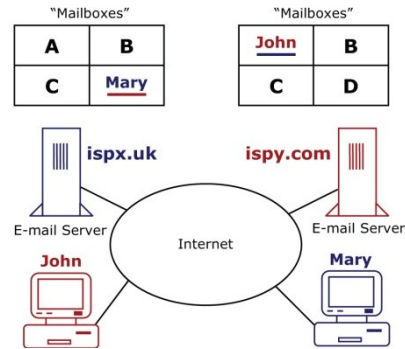 "Mailboxes" "Mailboxes"
A B John B
C Mary C D
ispx.uk ispy.com
E-mail Server E-mail Server
Internet
John Mary